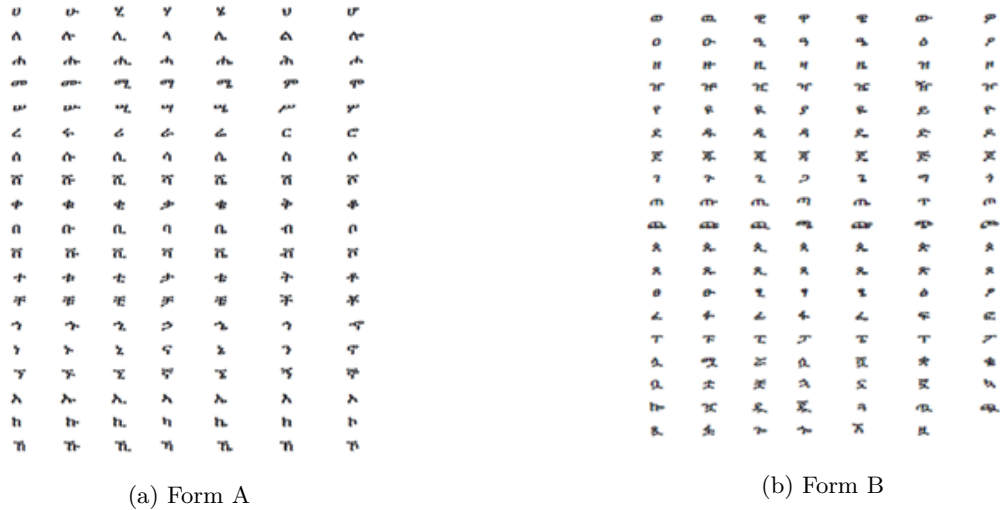 ሀ ሁ ሂ ሃ ሄ ህ ሆ
ለ ሉ ሊ ላ ሌ ል ሎ
ሐ ሑ ሒ ሓ ሔ ሕ ሖ
መ ሙ ሚ ማ ሜ ም ሞ
ሠ ሡ ሢ ሣ ሤ ሥ ሦ
ረ ሩ ሪ ራ ሬ ር ሮ
ሰ ሱ ሲ ሳ ሴ ስ ሶ
ሸ ሹ ሺ ሻ ሼ ሽ ሾ
ቀ ቁ ቂ ቃ ቄ ቅ ቆ
በ ቡ ቢ ባ ቤ ብ ቦ
ቨ ቩ ቪ ቫ ቬ ቭ ቮ
ተ ቱ ቲ ታ ቴ ት ቶ
ቸ ቹ ቺ ቻ ቼ ች ቾ
ኀ ኁ ኂ ኃ ኄ ኅ ኆ
ነ ኑ ኒ ና ኔ ን ኖ
ኘ ኙ ኚ ኛ ኜ ኝ ኞ
አ ኡ ኢ ኣ ኤ እ ኦ
ከ ኩ ኪ ካ ኬ ክ ኮ
ኸ ኹ ኺ ኻ ኼ ኽ ኾ
(a) Form A
ወ ዉ ዊ ዋ ዌ ው ዎ
ዐ ዑ ዒ ዓ ዔ ዕ ዖ
ዘ ዙ ዚ ዛ ዜ ዝ ዞ
ዠ ዡ ዢ ዣ ዤ ዥ ዦ
የ ዩ ዪ ያ ዬ ይ ዮ
ደ ዱ ዲ ዳ ዴ ድ ዶ
ጀ ጁ ጂ ጃ ጄ ጅ ጆ
ገ ጉ ጊ ጋ ጌ ግ ጎ
ጠ ጡ ጢ ጣ ጤ ጥ ጦ
ጨ ጩ ጪ ጫ ጬ ጭ ጮ
ጰ ጱ ጲ ጳ ጴ ጵ ጶ
ጸ ጹ ጺ ጻ ጼ ጽ ጾ
ፀ ፁ ፂ ፃ ፄ ፅ ፆ
ፈ ፉ ፊ ፋ ፌ ፍ ፎ
ፐ ፑ ፒ ፓ ፔ ፕ ፖ
ሏ ሟ ሯ ሷ ሿ ቋ
ቧ ቷ ቿ ኋ ኗ ኟ ኳ
ኰ ዧ ዷ ጇ ጓ ጧ ጯ
ጿ ፏ ጐ ኈ ዟ
(b) Form B